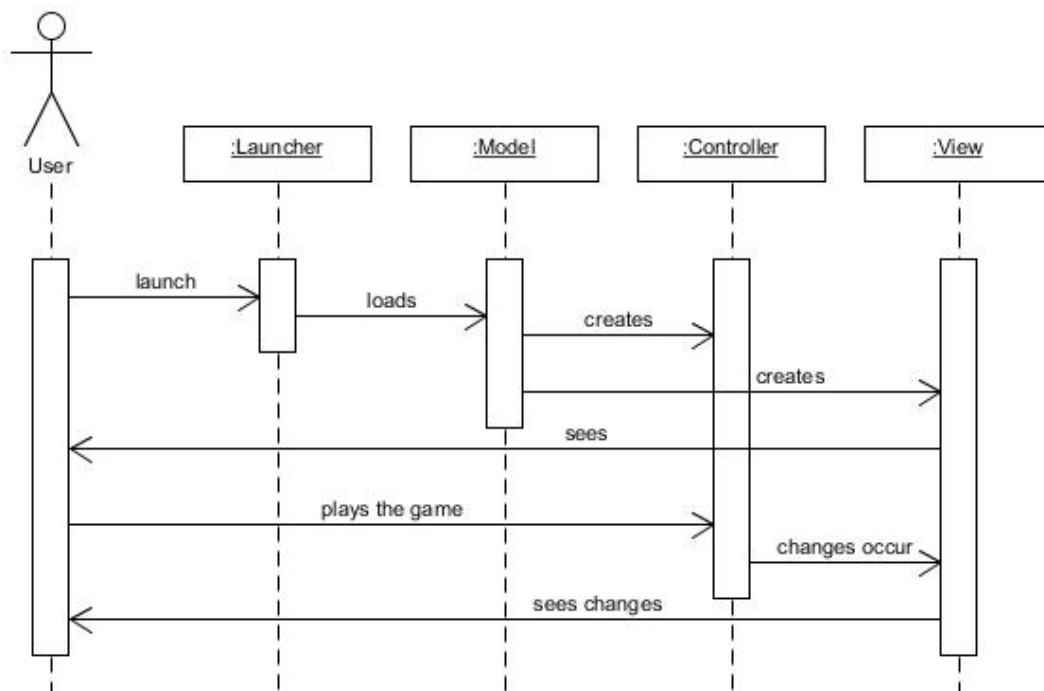 :Launcher
:Model
:Controller
:View
User
launch
loads
creates
creates
sees
plays the game
changes occur
sees changes